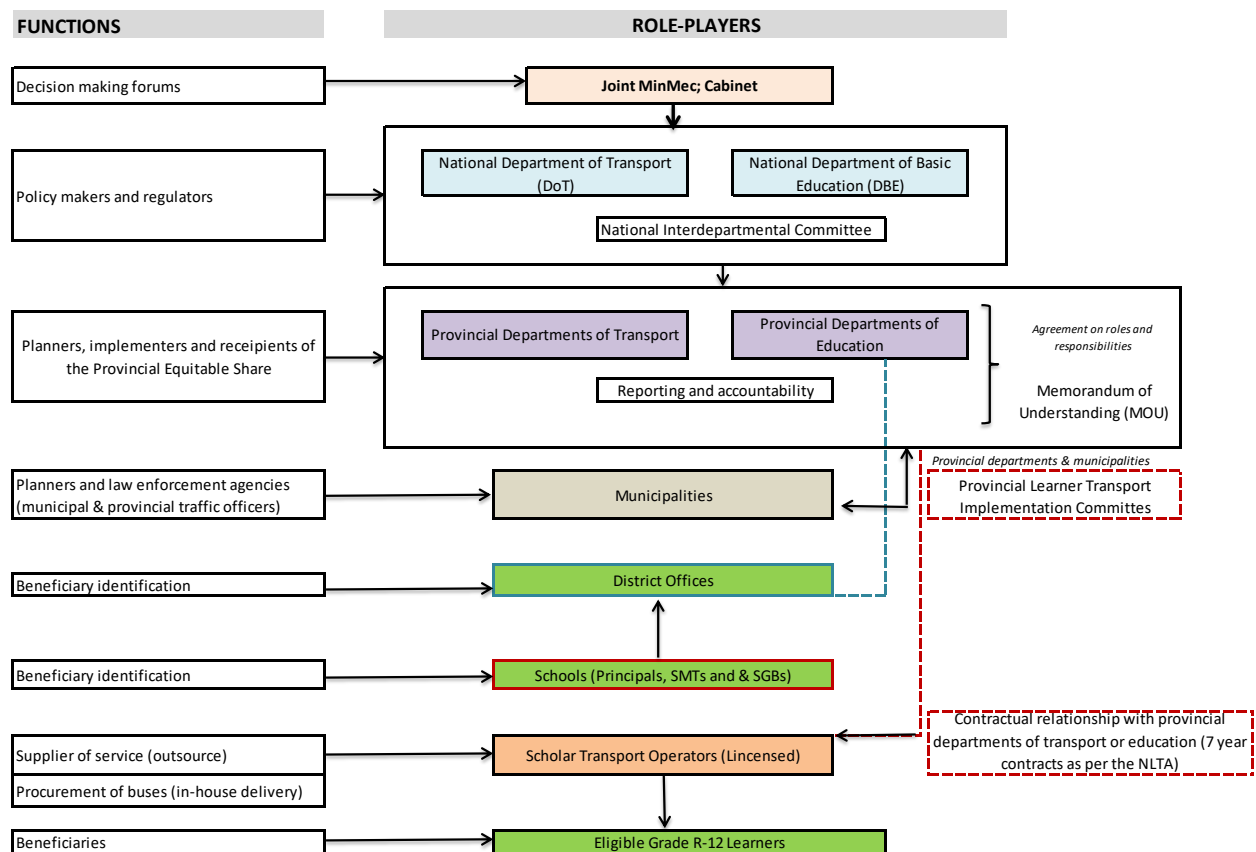 FUNCTIONS
ROLE-PLAYERS
Decision making forums
Joint MinMec; Cabinet
Policy makers and regulators
National Department of Transport
(DoT)
National Department of Basic
Education (DBE)
National Interdepartmental Committee
Planners, implementers and receipients of
the Provincial Equitable Share
Provincial Departments of Transport
Provincial Departments of
Education
Reporting and accountability
Agreement on roles and
responsibilities
Memorandum of
Understanding (MOU)
Planners and law enforcement agencies
(municipal & provincial traffic officers)
Municipalities
Provincial departments & municipalities
Provincial Learner Transport
Implementation Committes
Beneficiary identification
District Offices
Beneficiary identification
Schools (Principals, SMTs and & SGBs)
Supplier of service (outsource)
Scholar Transport Operators (Lincensed)
Contractual relationship with provincial
departments of transport or education (7 year
contracts as per the NLTA)
Procurement of buses (in-house delivery)
Beneficiaries
Eligible Grade R-12 Learners